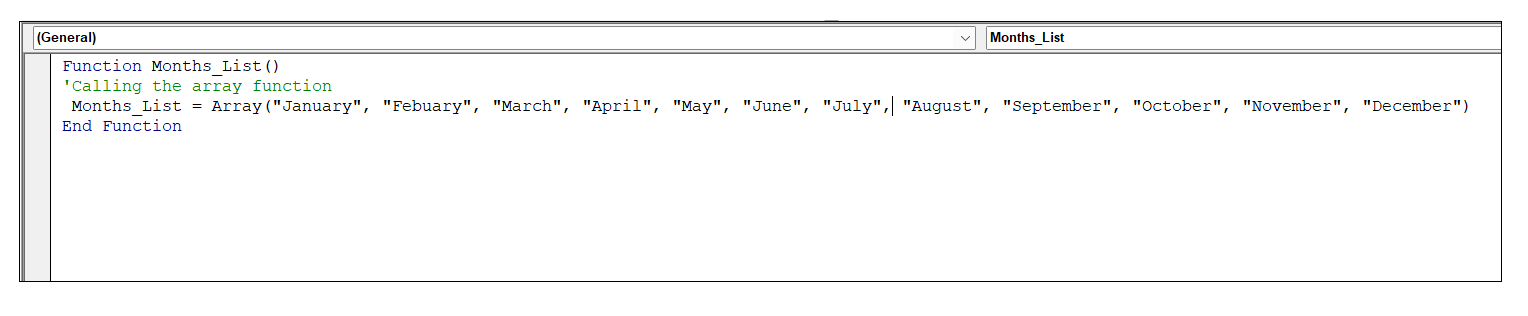 (General) Months_List
Function Months_List()
'Calling the array function
Months_List = Array("January", "Febuary", "March", "April", "May", "June", "July", "August", "September", "October", "November", "December")
End Function